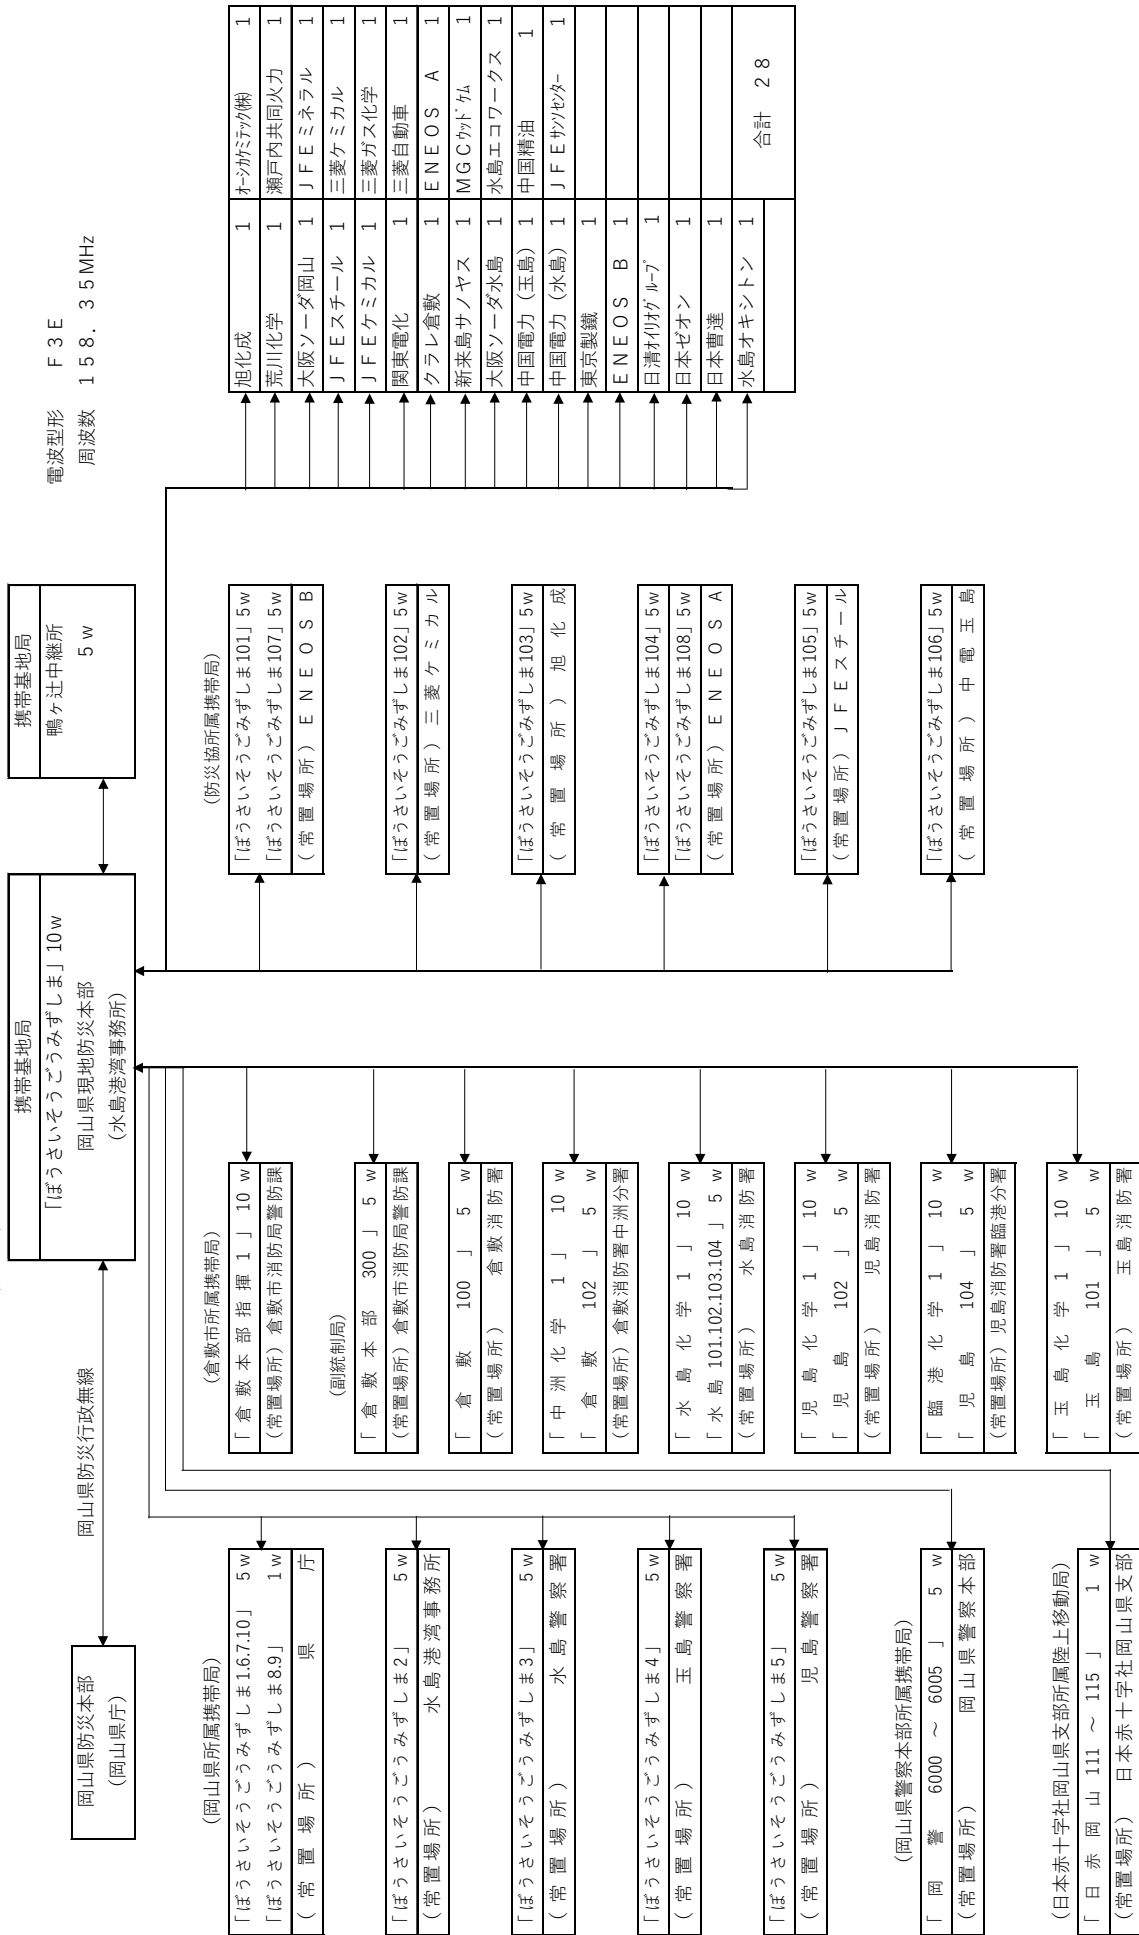 電波型形　Ｆ３Ｅ
周波数　１５８．３５MHz
携帯基地局
鴨ヶ辻中継所
５ｗ
携帯基地局
「ぼうさいそうごうみずしま」10ｗ
岡山県現地防災本部
(水島港湾事務所)
岡山県防災行政無線
岡山県防災本部
(岡山県庁)
(岡山県所属携帯局)
「ぼうさいそうごうみずしま1.6.7.10」　5ｗ
「ぼうさいそうごうみずしま8.9」　1ｗ
（常置場所）　県庁
「ぼうさいそうごうみずしま2」　5ｗ
（常置場所）　水島港湾事務所
「ぼうさいそうごうみずしま3」　5ｗ
（常置場所）　水島警察署
「ぼうさいそうごうみずしま4」　5ｗ
（常置場所）　玉島警察署
「ぼうさいそうごうみずしま5」　5ｗ
（常置場所）　児島警察署
(岡山県警察本部所属携帯局)
「岡警 6000 ～ 6005」 5 ｗ
（常置場所）　岡山県警察本部
(日本赤十字社岡山県支部所属陸上移動局)
「日赤岡山 111 ～ 115」 1 ｗ
（常置場所）　日本赤十字社岡山県支部
(倉敷市所属携帯局)
「倉敷本部指揮 1」 10 ｗ
（常置場所）倉敷市消防局警防課
(副統制局)
「倉敷本部 300」 5 ｗ
（常置場所）倉敷市消防局警防課
「倉敷 100」 5 ｗ
（常置場所）　倉敷消防署
「中洲化学 1」 10 ｗ
「倉敷 102」 5 ｗ
（常置場所）倉敷消防署中洲分署
「水島化学 1」 10 ｗ
「水島 101.102.103.104」 5 ｗ
（常置場所）　水島消防署
「児島化学 1」 10 ｗ
「児島 102」 5 ｗ
（常置場所）　児島消防署
「臨港化学 1」 10 ｗ
「児島 104」 5 ｗ
（常置場所）児島消防署臨港分署
「玉島化学 1」 10 ｗ
「玉島 101」 5 ｗ
（常置場所）　玉島消防署
(防災協所属携帯局)
「ぼうさいそうごみずしま101」5ｗ
「ぼうさいそうごみずしま107」5ｗ
（常置場所）ＥＮＥＯＳ Ｂ
「ぼうさいそうごみずしま102」5ｗ
（常置場所）三菱ケミカル
「ぼうさいそうごみずしま103」5ｗ
（常置場所）旭化成
「ぼうさいそうごみずしま104」5ｗ
「ぼうさいそうごみずしま108」5ｗ
（常置場所）ＥＮＥＯＳ Ａ
「ぼうさいそうごみずしま105」5ｗ
（常置場所）ＪＦＥスチール
「ぼうさいそうごみずしま106」5ｗ
（常置場所）中電玉島
旭化成　1　ｵｰｼﾞｶｹﾐﾃｯｸ㈱　1
荒川化学　1　瀬戸内共同火力　1
大阪ソーダ岡山　1　ＪＦＥミネラル　1
ＪＦＥスチール　1　三菱ケミカル　1
ＪＦＥケミカル　1　三菱ガス化学　1
関東電化　1　三菱自動車　1
クラレ倉敷　1　ＥＮＥＯＳ Ａ　1
新来島サノヤス　1　ＭＧＣｳｯﾄﾞｹﾑ　1
大阪ソーダ水島　1　水島エコワークス　1
中国電力（玉島）　1　中国精油　1
中国電力（水島）　1　ＪＦＥｻﾝｿｾﾝﾀｰ　1
東京製鐵　1
ＥＮＥＯＳ Ｂ　1
日清ｵｲﾘｵｸﾞﾙｰﾌﾟ　1
日本ゼオン　1
日本曹達　1
水島オキシトン　1
合計　２８